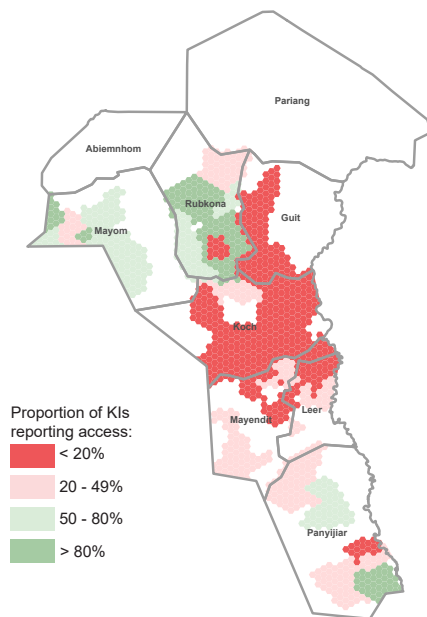 Pariang
Abiemnhom
Rubkona
Guit
Mayom
Koch
Mayendit
Leer
Panyijiar
Proportion of KIs
reporting access:
< 20%
20 - 49%
50 - 80%
> 80%